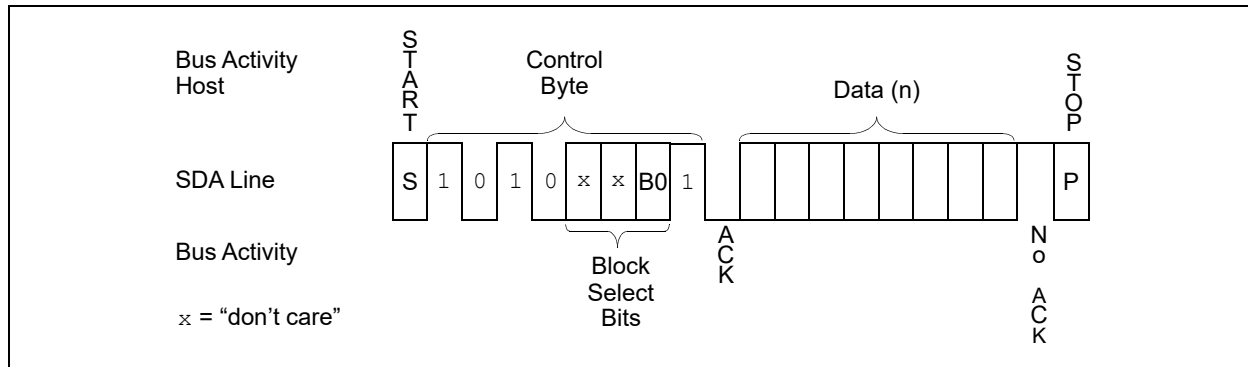 Bus Activity
Host
START
Control
Byte
Data (n)
STOP
SDA Line
S 1 0 1 0 x x B0 1
P
Bus Activity
ACK
Block
Select
Bits
No ACK
x = “don’t care”